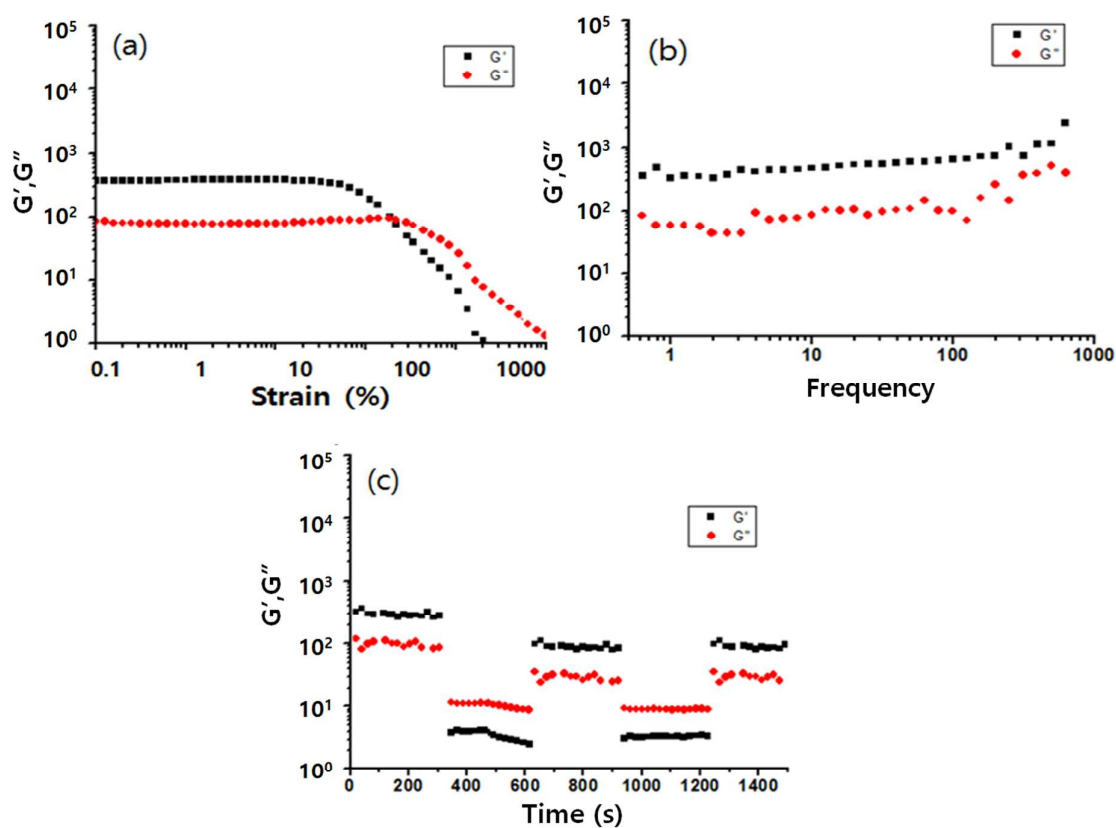 (a)
G'
G"
10⁵
10⁴
10³
10²
10¹
10⁰
G′,G″
0.1 1 10 100 1000
Strain (%)
(b)
G'
G"
10⁵
10⁴
10³
10²
10¹
10⁰
G′,G″
1 10 100 1000
Frequency
(c)
G'
G"
10⁵
10⁴
10³
10²
10¹
10⁰
G′,G″
0 200 400 600 800 1000 1200 1400
Time (s)